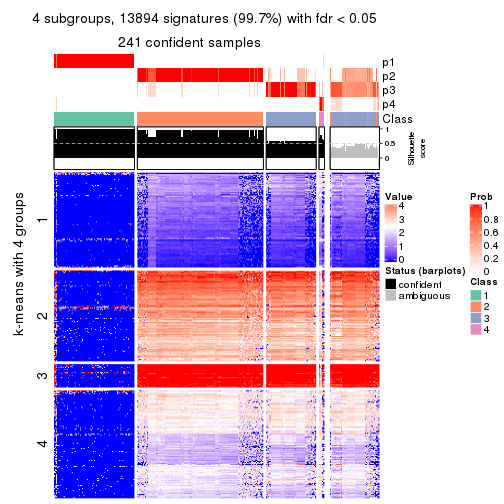 4 subgroups, 13894 signatures (99.7%) with fdr < 0.05
241 confident samples
p1
p2
p3
p4
Class
1
0.5
0
Silhouette
score
k-means with 4 groups
1
2
3
4
Value
4
3
2
1
0
Status (barplots)
confident
ambiguous
Prob
1
0.8
0.6
0.4
0.2
0
Class
1
2
3
4